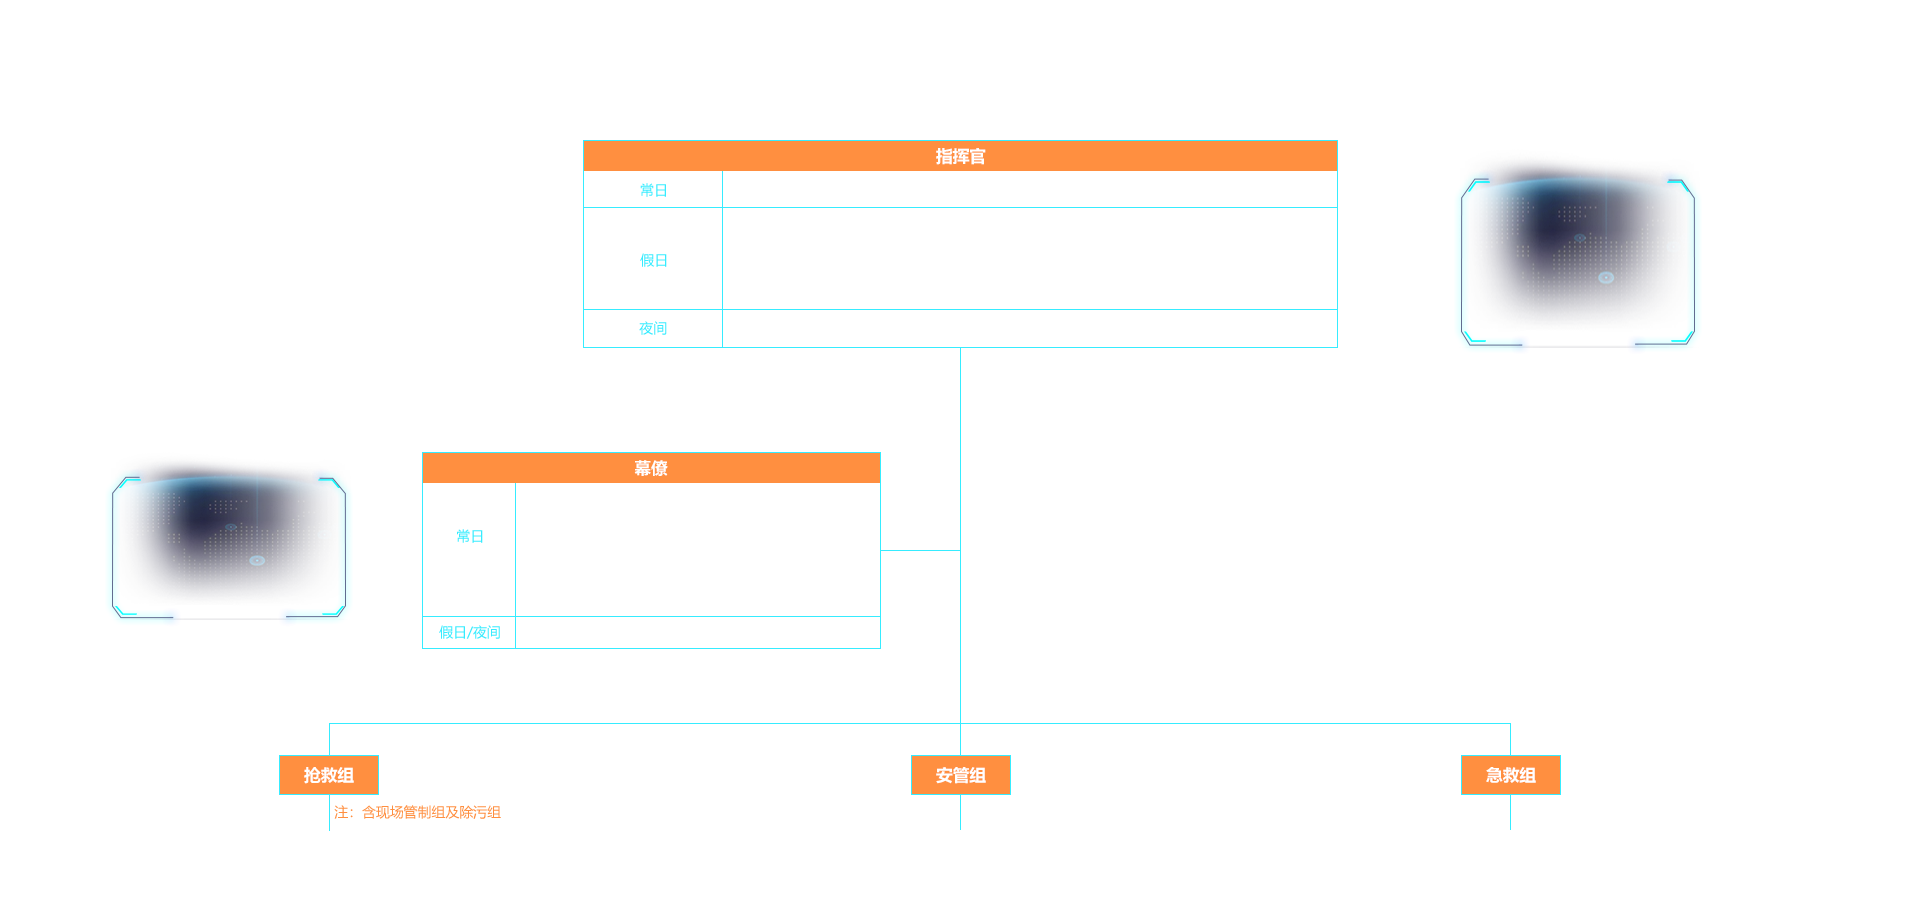 指挥官
常日
假日
夜间
幕僚
常日
假日/夜间
抢救组
安管组
急救组
注：含现场管制组及除污组